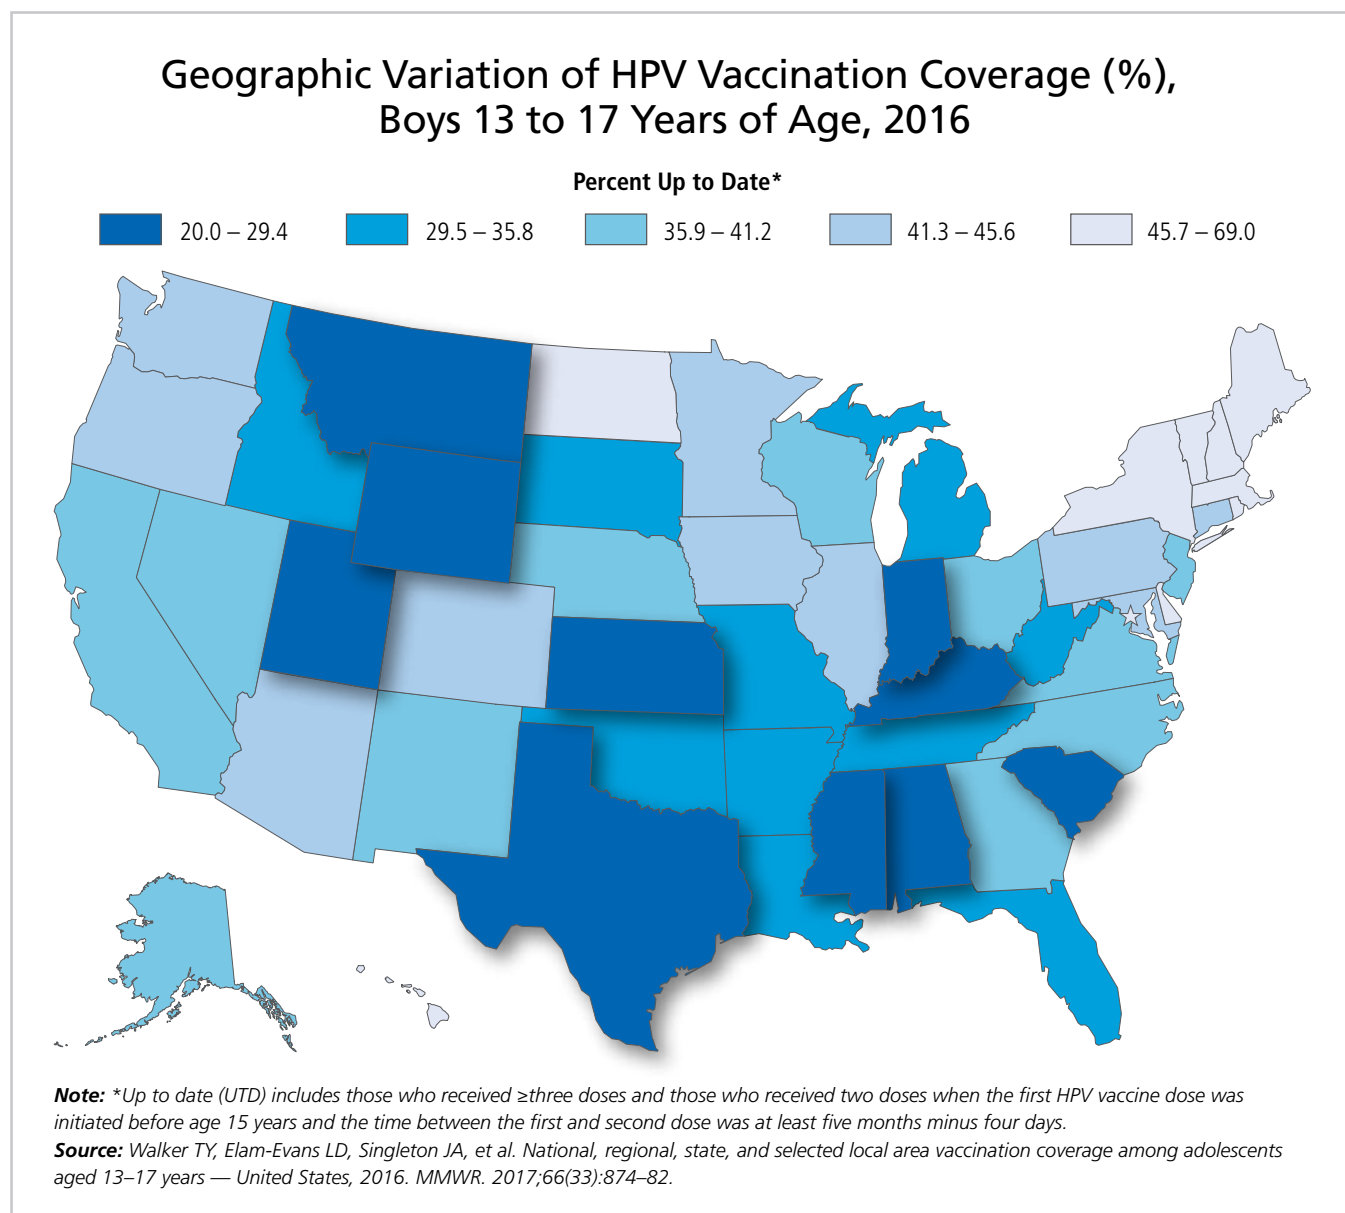 Geographic Variation of HPV Vaccination Coverage (%),
Boys 13 to 17 Years of Age, 2016
Percent Up to Date*
20.0 – 29.4 29.5 – 35.8 35.9 – 41.2 41.3 – 45.6 45.7 – 69.0
Note: *Up to date (UTD) includes those who received ≥three doses and those who received two doses when the first HPV vaccine dose was
initiated before age 15 years and the time between the first and second dose was at least five months minus four days.
Source: Walker TY, Elam-Evans LD, Singleton JA, et al. National, regional, state, and selected local area vaccination coverage among adolescents
aged 13–17 years — United States, 2016. MMWR. 2017;66(33):874–82.